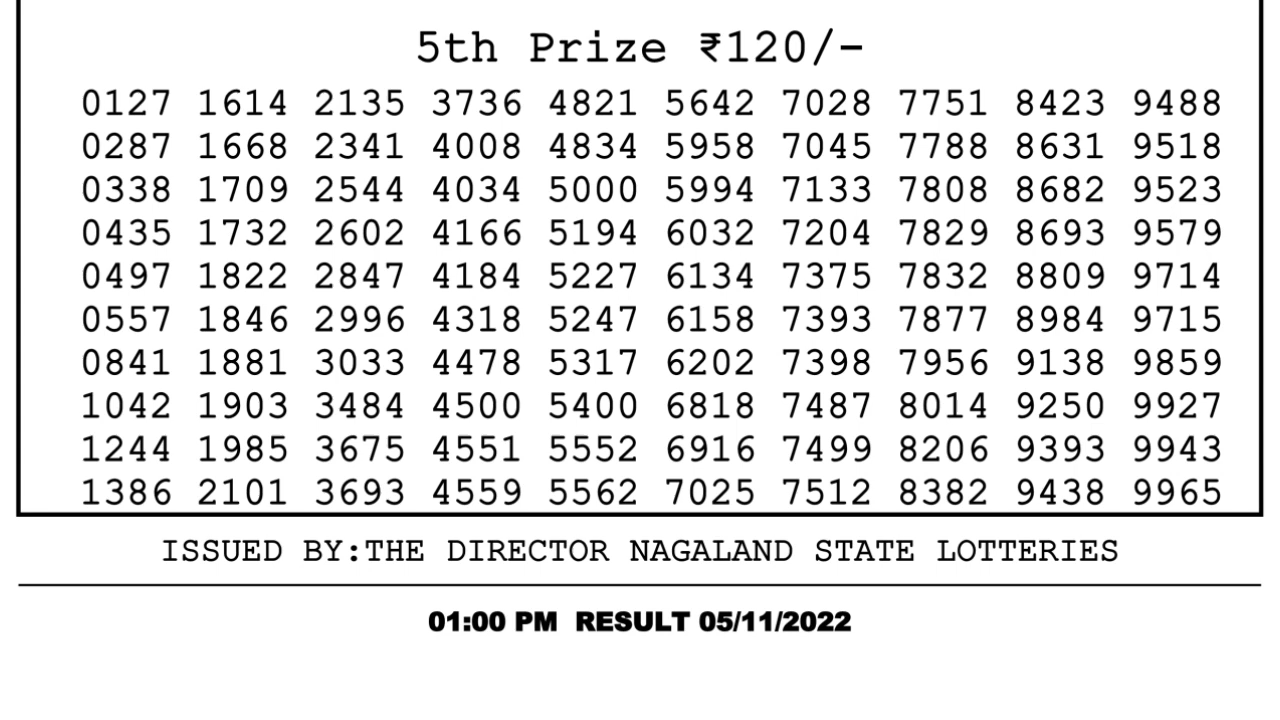 5th Prize ₹120/-
0127 1614 2135 3736 4821 5642 7028 7751 8423 9488
0287 1668 2341 4008 4834 5958 7045 7788 8631 9518
0338 1709 2544 4034 5000 5994 7133 7808 8682 9523
0435 1732 2602 4166 5194 6032 7204 7829 8693 9579
0497 1822 2847 4184 5227 6134 7375 7832 8809 9714
0557 1846 2996 4318 5247 6158 7393 7877 8984 9715
0841 1881 3033 4478 5317 6202 7398 7956 9138 9859
1042 1903 3484 4500 5400 6818 7487 8014 9250 9927
1244 1985 3675 4551 5552 6916 7499 8206 9393 9943
1386 2101 3693 4559 5562 7025 7512 8382 9438 9965
ISSUED BY:THE DIRECTOR NAGALAND STATE LOTTERIES
01:00 PM RESULT 05/11/2022